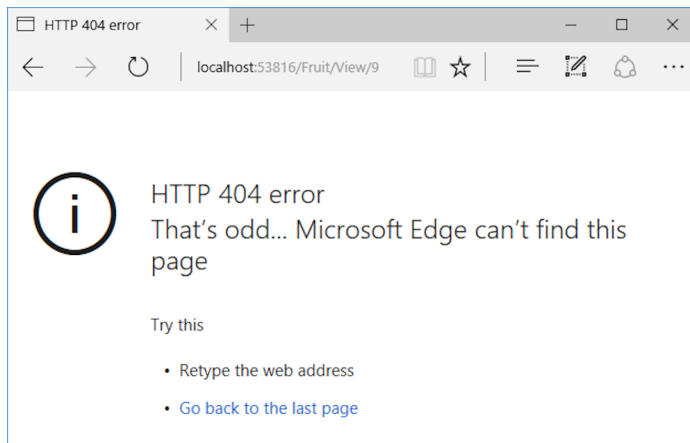 HTTP 404 error
localhost:53816/Fruit/View/9
HTTP 404 error
That's odd... Microsoft Edge can't find this
page
Try this
• Retype the web address
• Go back to the last page